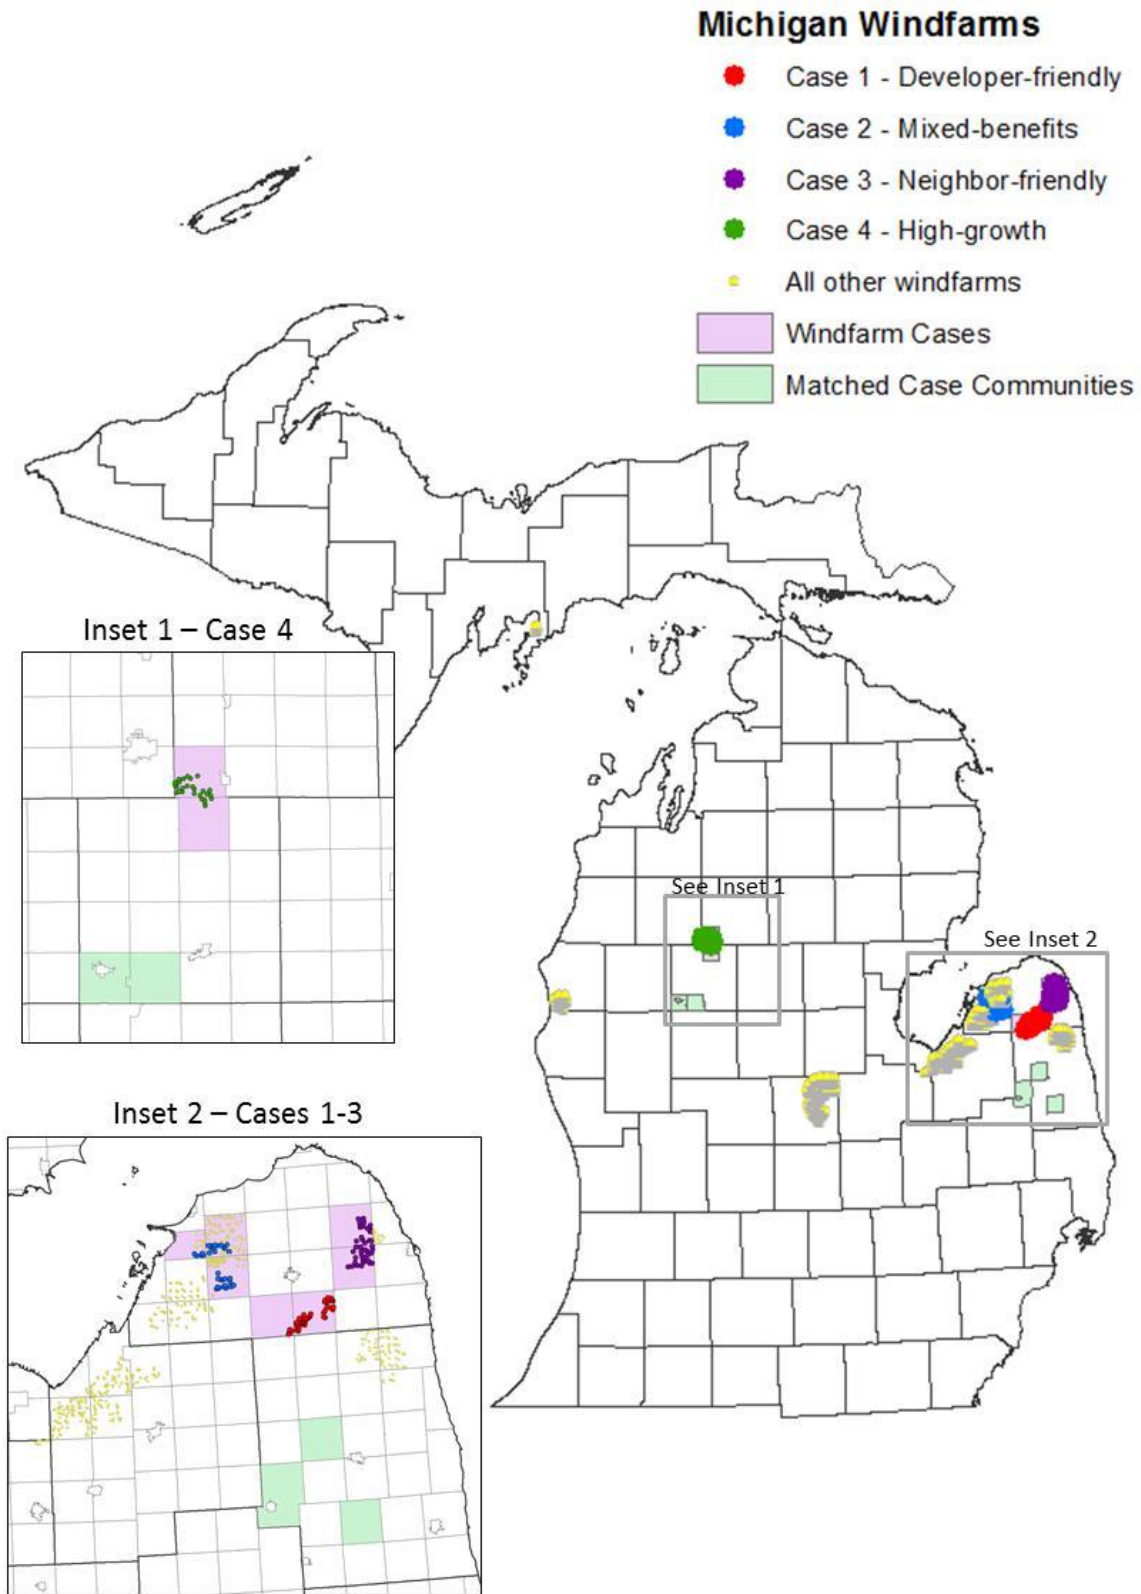 Michigan Windfarms
Case 1 - Developer-friendly
Case 2 - Mixed-benefits
Case 3 - Neighbor-friendly
Case 4 - High-growth
All other windfarms
Windfarm Cases
Matched Case Communities
Inset 1 – Case 4
See Inset 1
See Inset 2
Inset 2 – Cases 1-3